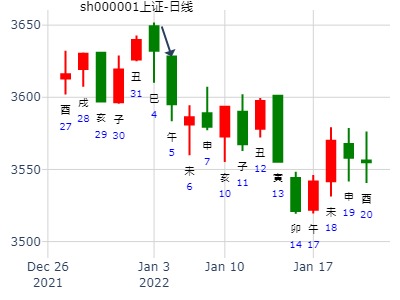 sh000001上证-日线
3650
3600
3550
3500
酉
27
戌
28
亥
29
子
30
丑
31
巳
4
午
5
未
6
申
7
亥
10
子
11
丑
12
寅
13
卯
14
午
17
未
18
申
19
酉
20
Dec 26
2021
Jan 3
2022
Jan 10
Jan 17